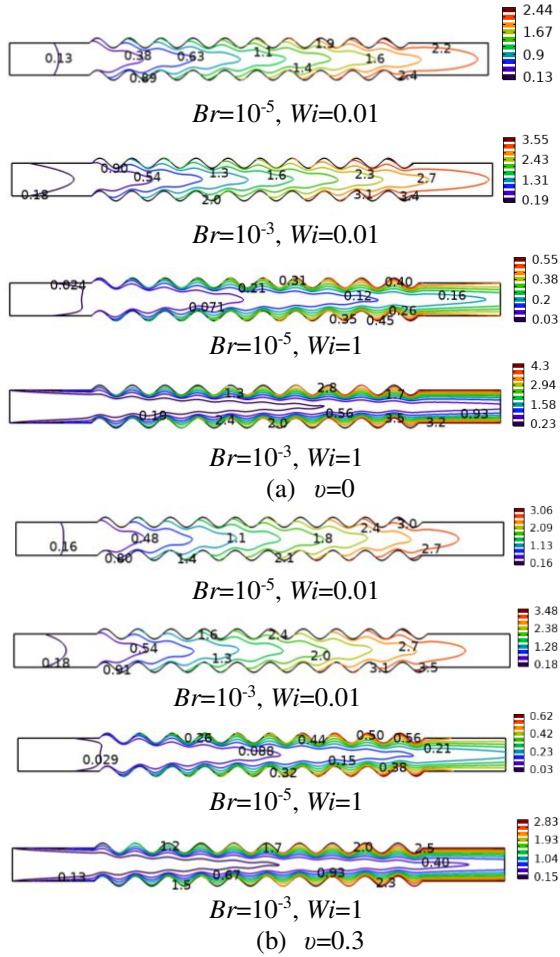 0.13 0.38 0.63 0.89 1.1 1.4 1.9 1.6 2.2 2.4
2.44
1.67
0.9
0.13
Br=10⁻⁵, Wi=0.01
0.18 0.90 0.54 1.3 2.0 1.6 2.3 3.1 2.7 3.4
3.55
2.43
1.31
0.19
Br=10⁻³, Wi=0.01
0.024 0.071 0.21 0.31 0.35 0.12 0.45 0.40 0.26 0.16
0.55
0.38
0.2
0.03
Br=10⁻⁵, Wi=1
0.19 1.3 2.4 2.0 2.8 0.56 1.7 3.5 3.2 0.93
4.3
2.94
1.58
0.23
Br=10⁻³, Wi=1
(a) υ=0
0.16 0.48 0.80 1.4 1.1 2.1 1.8 2.4 3.0 2.7
3.06
2.09
1.13
0.16
Br=10⁻⁵, Wi=0.01
0.18 0.54 0.91 1.6 1.3 2.4 2.0 3.1 2.7 3.5
3.48
2.38
1.28
0.18
Br=10⁻³, Wi=0.01
0.029 0.26 0.088 0.32 0.44 0.15 0.50 0.38 0.56 0.21
0.62
0.42
0.23
0.03
Br=10⁻⁵, Wi=1
0.13 1.2 1.5 0.67 1.7 0.93 2.0 2.3 2.5 0.40
2.83
1.93
1.04
0.15
Br=10⁻³, Wi=1
(b) υ=0.3